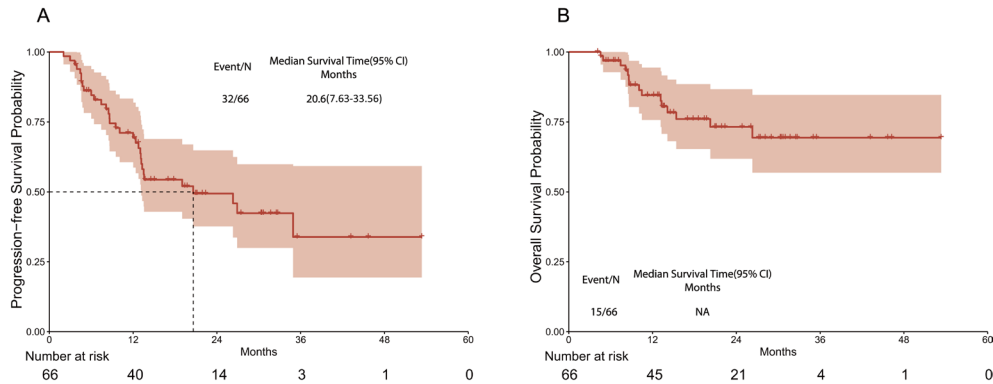 A
Progression-free Survival Probability
1.00
0.75
0.50
0.25
0.00
Event/N Median Survival Time(95% CI)
Months
32/66 20.6(7.63-33.56)
0 12 24 36 48 60
Months
Number at risk
66 40 14 3 1 0
B
Overall Survival Probability
1.00
0.75
0.50
0.25
0.00
Event/N Median Survival Time(95% CI)
Months
15/66 NA
0 12 24 36 48 60
Months
Number at risk
66 45 21 4 1 0